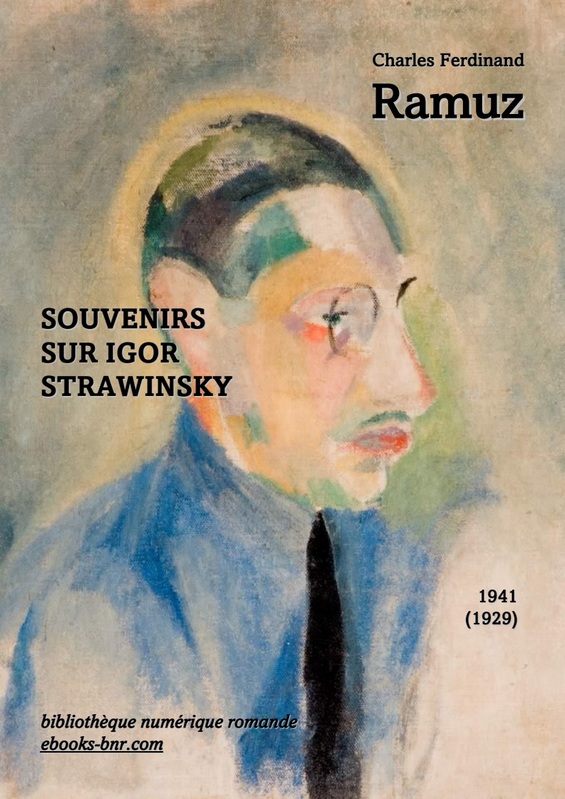 Charles Ferdinand
Ramuz
SOUVENIRS
SUR IGOR
STRAWINSKY
1941
(1929)
bibliothèque numérique romande
ebooks-bnr.com